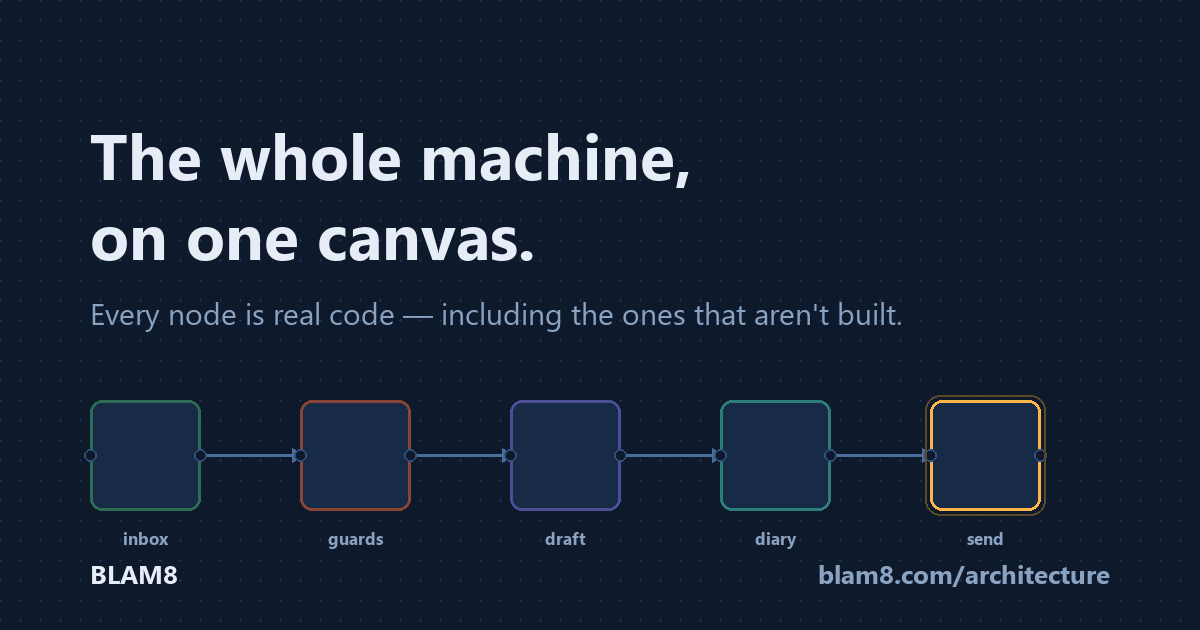 The whole machine,
on one canvas.
Every node is real code — including the ones that aren't built.
inbox
guards
draft
diary
send
BLAM8
blam8.com/architecture